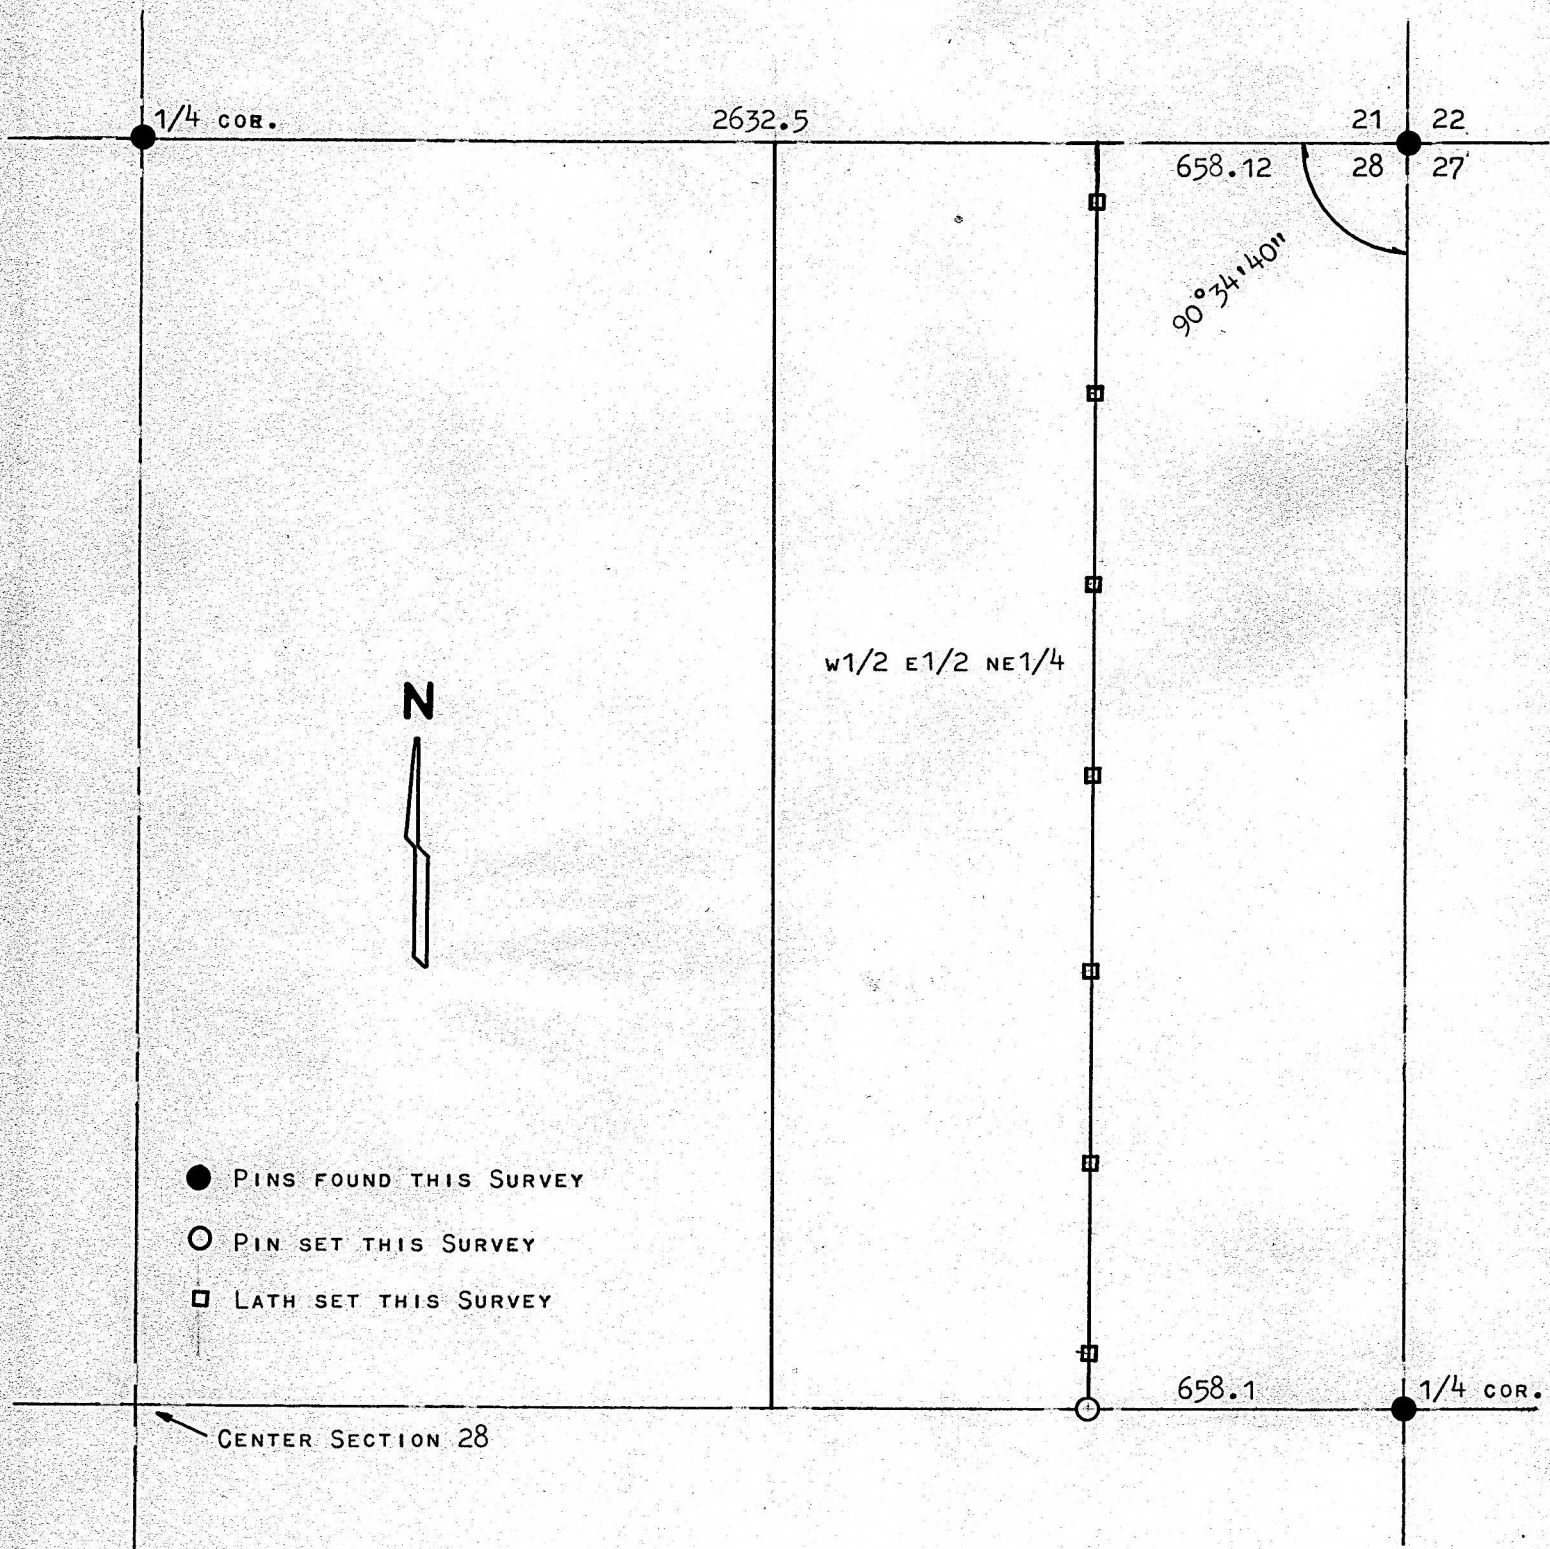 1/4 COR.
2632.5
21 22
658.12
28 27
90°34'40"
W1/2 E1/2 NE1/4
N
PINS FOUND THIS SURVEY
PIN SET THIS SURVEY
LATH SET THIS SURVEY
658.1
1/4 COR.
CENTER SECTION 28